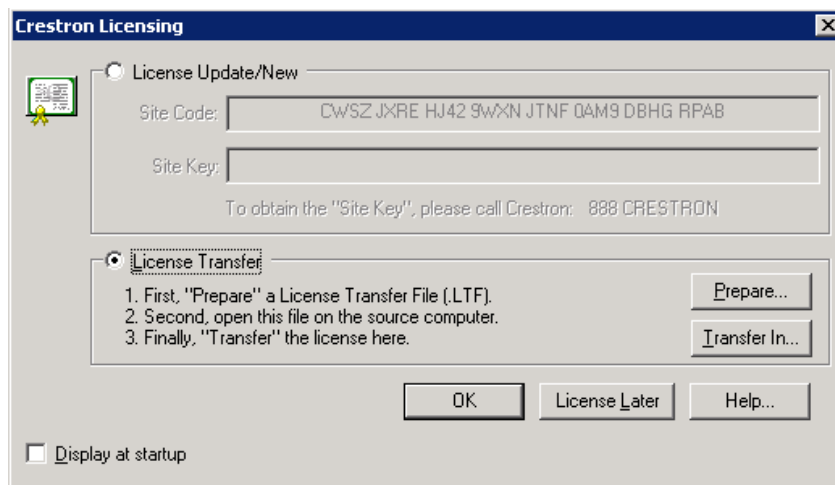 Crestron Licensing
License Update/New
Site Code: CWSZ JXRE HJ42 9WXN JTNF 0AM9 DBHG RPAB
Site Key:
To obtain the "Site Key", please call Crestron: 888 CRESTRON
License Transfer
1. First, "Prepare" a License Transfer File (.LTF).
2. Second, open this file on the source computer.
3. Finally, "Transfer" the license here.
Prepare...
Transfer In...
OK License Later Help...
Display at startup